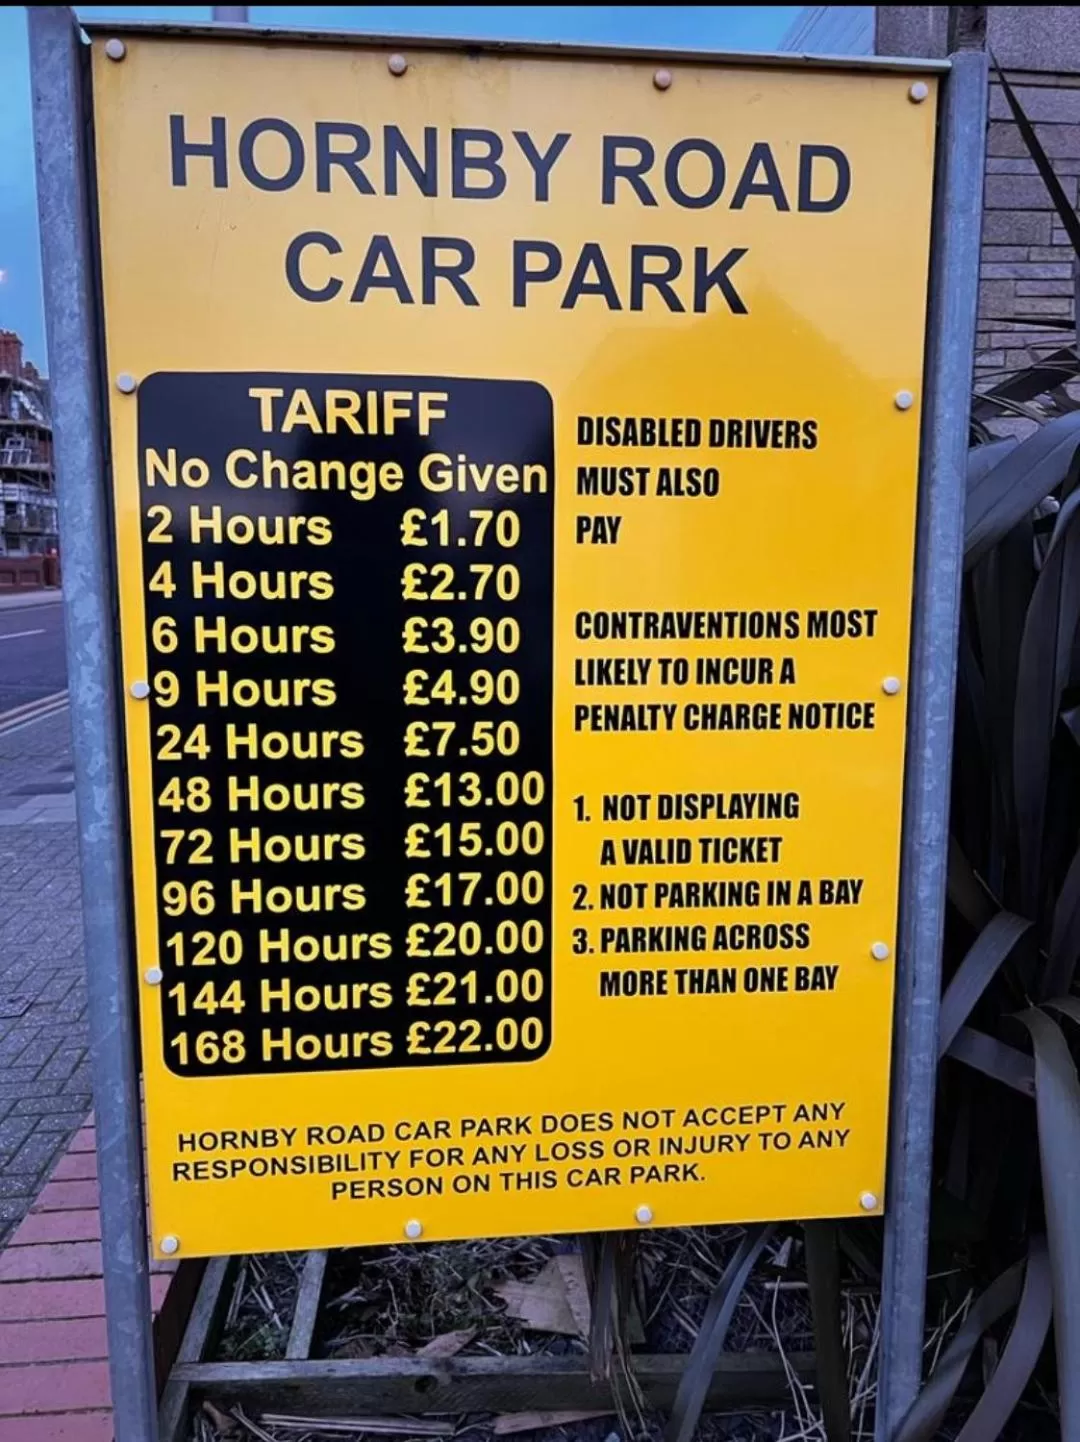 HORNBY ROAD
CAR PARK
TARIFF
No Change Given
2 Hours £1.70
4 Hours £2.70
6 Hours £3.90
9 Hours £4.90
24 Hours £7.50
48 Hours £13.00
72 Hours £15.00
96 Hours £17.00
120 Hours £20.00
144 Hours £21.00
168 Hours £22.00
DISABLED DRIVERS
MUST ALSO
PAY
CONTRAVENTIONS MOST
LIKELY TO INCUR A
PENALTY CHARGE NOTICE
1. NOT DISPLAYING
A VALID TICKET
2. NOT PARKING IN A BAY
3. PARKING ACROSS
MORE THAN ONE BAY
HORNBY ROAD CAR PARK DOES NOT ACCEPT ANY
RESPONSIBILITY FOR ANY LOSS OR INJURY TO ANY
PERSON ON THIS CAR PARK.